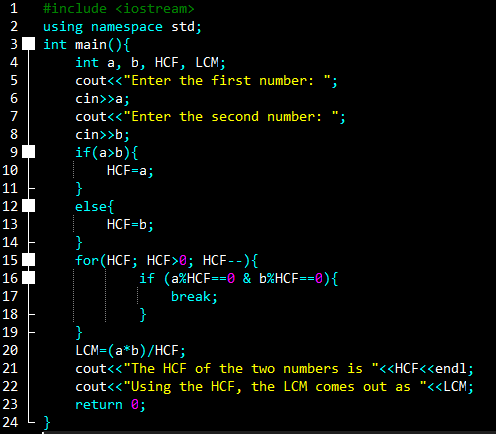 1 #include <iostream>
2 using namespace std;
3 int main(){
4 int a, b, HCF, LCM;
5 cout<<"Enter the first number: ";
6 cin>>a;
7 cout<<"Enter the second number: ";
8 cin>>b;
9 if(a>b){
10 HCF=a;
11 }
12 else{
13 HCF=b;
14 }
15 for(HCF; HCF>0; HCF--){
16 if (a%HCF==0 & b%HCF==0){
17 break;
18 }
19 }
20 LCM=(a*b)/HCF;
21 cout<<"The HCF of the two numbers is "<<HCF<<endl;
22 cout<<"Using the HCF, the LCM comes out as "<<LCM;
23 return 0;
24 }